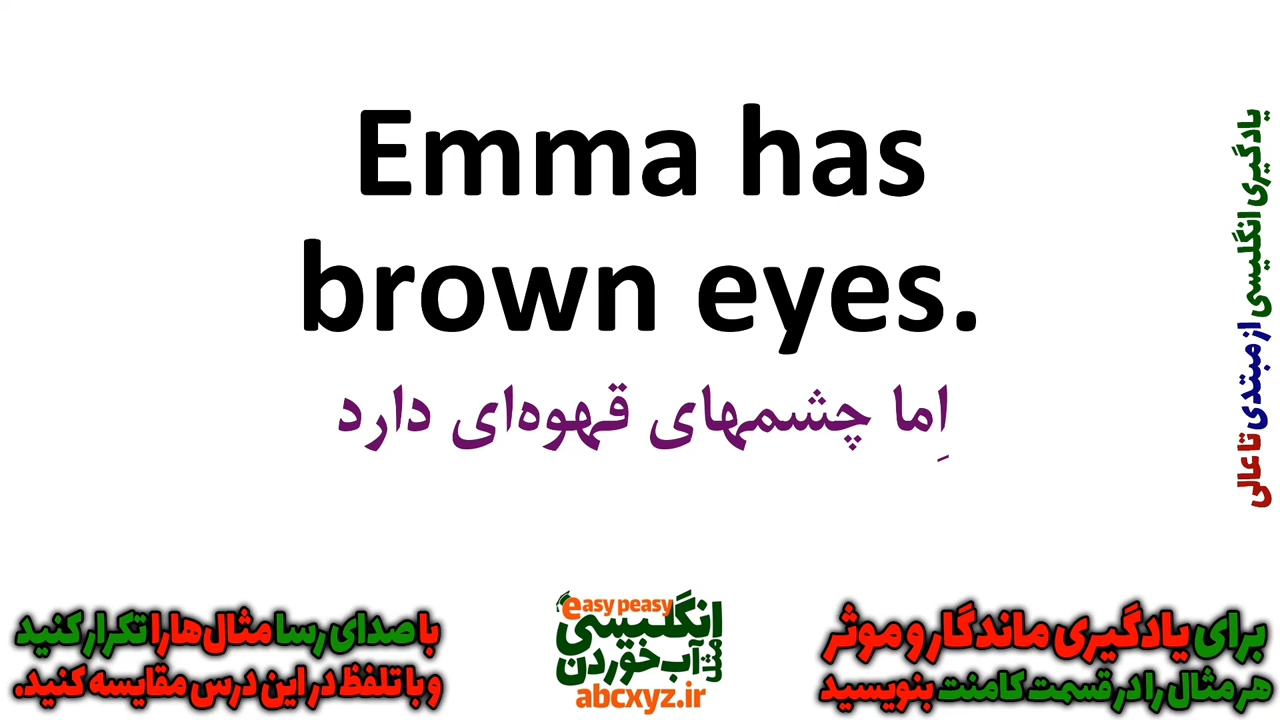 Emma has
brown eyes.
اِما چشمهای قهوه‌ای دارد
یادگیری انگلیسی از مبتدی تا عالی
با صدای رسا مثال‌ها را تکرار کنید
و با تلفظ در این درس مقایسه کنید.
easy peasy
انگلیسی
مثل آب خوردن
abcxyz.ir
برای یادگیری ماندگار و موثر
هر مثال را در قسمت کامنت بنویسید